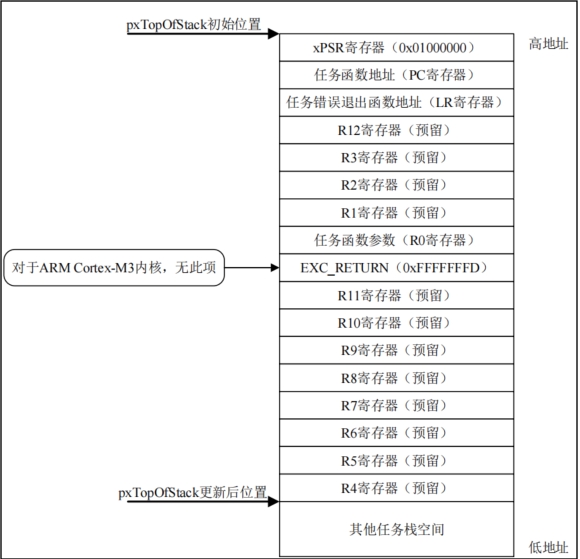 pxTopOfStack初始位置
高地址
xPSR寄存器（0x01000000）
任务函数地址（PC寄存器）
任务错误退出函数地址（LR寄存器）
R12寄存器（预留）
R3寄存器（预留）
R2寄存器（预留）
R1寄存器（预留）
任务函数参数（R0寄存器）
对于ARM Cortex-M3内核，无此项
EXC_RETURN（0xFFFFFFFD）
R11寄存器（预留）
R10寄存器（预留）
R9寄存器（预留）
R8寄存器（预留）
R7寄存器（预留）
R6寄存器（预留）
R5寄存器（预留）
R4寄存器（预留）
pxTopOfStack更新后位置
其他任务栈空间
低地址